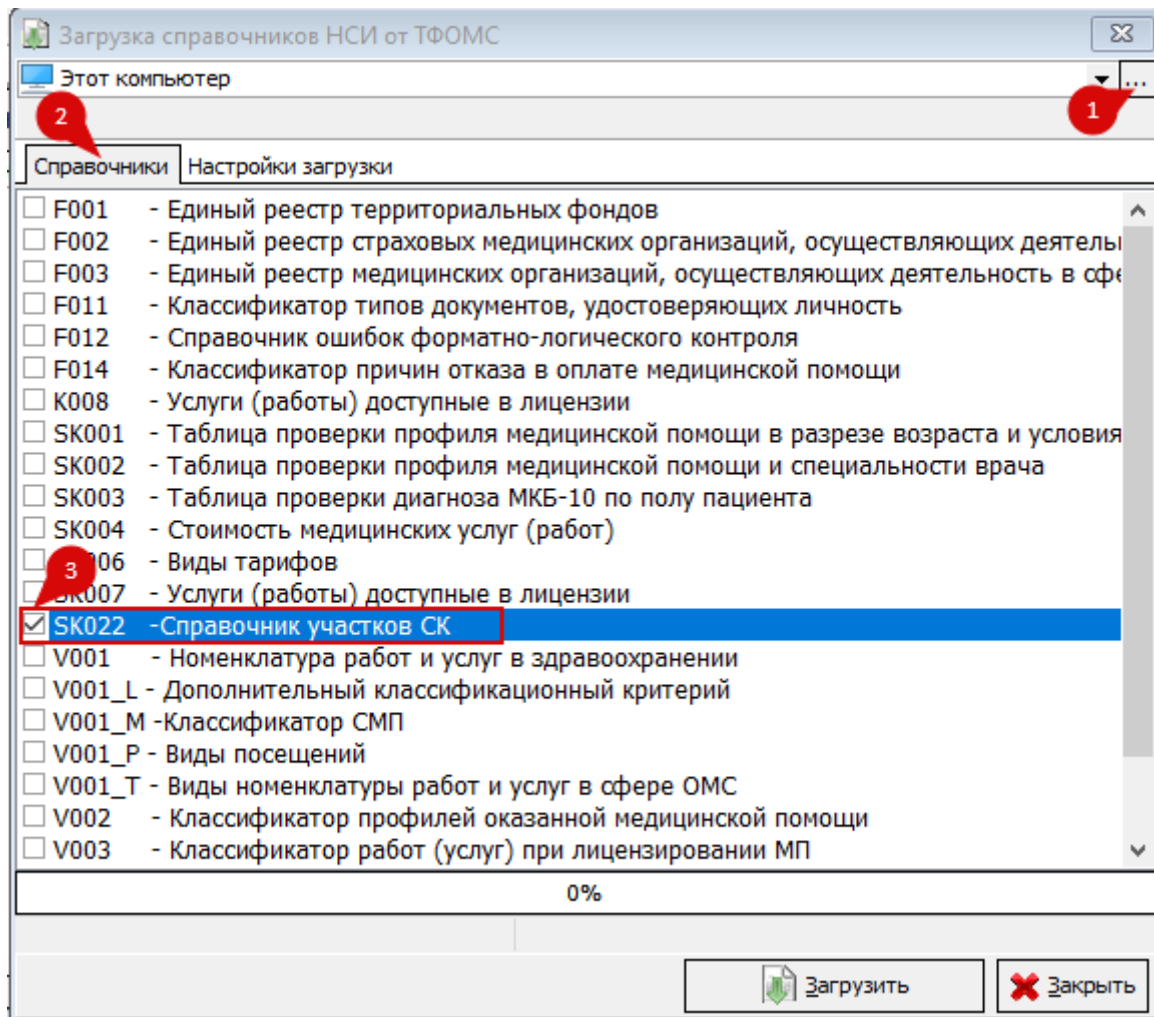 Загрузка справочников НСИ от ТФОМС
Этот компьютер
...
1
2
Справочники
Настройки загрузки
F001 - Единый реестр территориальных фондов
F002 - Единый реестр страховых медицинских организаций, осуществляющих деятелы
F003 - Единый реестр медицинских организаций, осуществляющих деятельность в сфе
F011 - Классификатор типов документов, удостоверяющих личность
F012 - Справочник ошибок форматно-логического контроля
F014 - Классификатор причин отказа в оплате медицинской помощи
K008 - Услуги (работы) доступные в лицензии
SK001 - Таблица проверки профиля медицинской помощи в разрезе возраста и условия
SK002 - Таблица проверки профиля медицинской помощи и специальности врача
SK003 - Таблица проверки диагноза МКБ-10 по полу пациента
SK004 - Стоимость медицинских услуг (работ)
06 - Виды тарифов
3
SK007 - Услуги (работы) доступные в лицензии
SK022 -Справочник участков СК
V001 - Номенклатура работ и услуг в здравоохранении
V001_L - Дополнительный классификационный критерий
V001_M -Классификатор СМП
V001_P - Виды посещений
V001_T - Виды номенклатуры работ и услуг в сфере ОМС
V002 - Классификатор профилей оказанной медицинской помощи
V003 - Классификатор работ (услуг) при лицензировании МП
0%
Загрузить
Закрыть